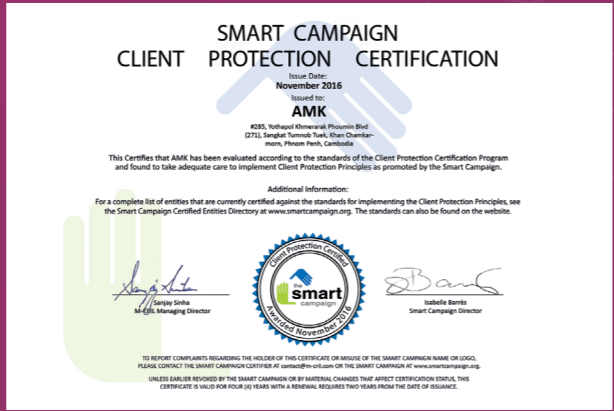 SMART CAMPAIGN
CLIENT PROTECTION CERTIFICATION
Issue Date:
November 2016
Issued to:
AMK
#285, Yothapol Khmerarak Phoumin Blvd
(271), Sangkat Tumnob Tuek, Khan Chamkar-
morn, Phnom Penh, Cambodia
This Certifies that AMK has been evaluated according to the standards of the Client Protection Certification Program
and found to take adequate care to implement Client Protection Principles as promoted by the Smart Campaign.
Additional Information:
For a complete list of entities that are currently certified against the standards for implementing the Client Protection Principles, see
the Smart Campaign Certified Entities Directory at www.smartcampaign.org. The standards can also be found on the website.
Client Protection Certified
the
smart
campaign
Awarded November 2016
Sanjay Sinha
M-CRIL Managing Director
Isabelle Barrès
Smart Campaign Director
TO REPORT COMPLAINTS REGARDING THE HOLDER OF THIS CERTIFICATE OR MISUSE OF THE SMART CAMPAIGN NAME OR LOGO,
PLEASE CONTACT THE SMART CAMPAIGN CERTIFIER AT contact@m-cril.com OR THE SMART CAMPAIGN AT www.smartcampaign.org.
UNLESS EARLIER REVOKED BY THE SMART CAMPAIGN OR BY MATERIAL CHANGES THAT AFFECT CERTIFICATION STATUS, THIS
CERTIFICATE IS VALID FOR FOUR (4) YEARS WITH A RENEWAL REQUIRES TWO YEARS FROM THE DATE OF ISSUANCE.